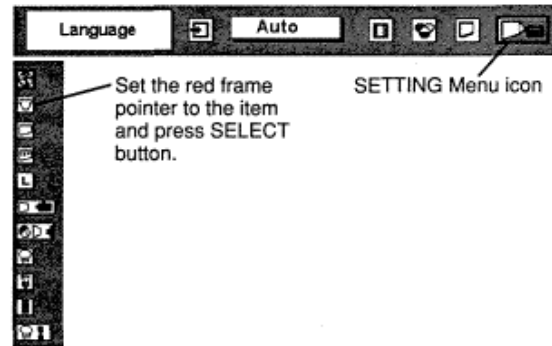 Language
Auto
Set the red frame
pointer to the item
and press SELECT
button.
SETTING Menu icon
L